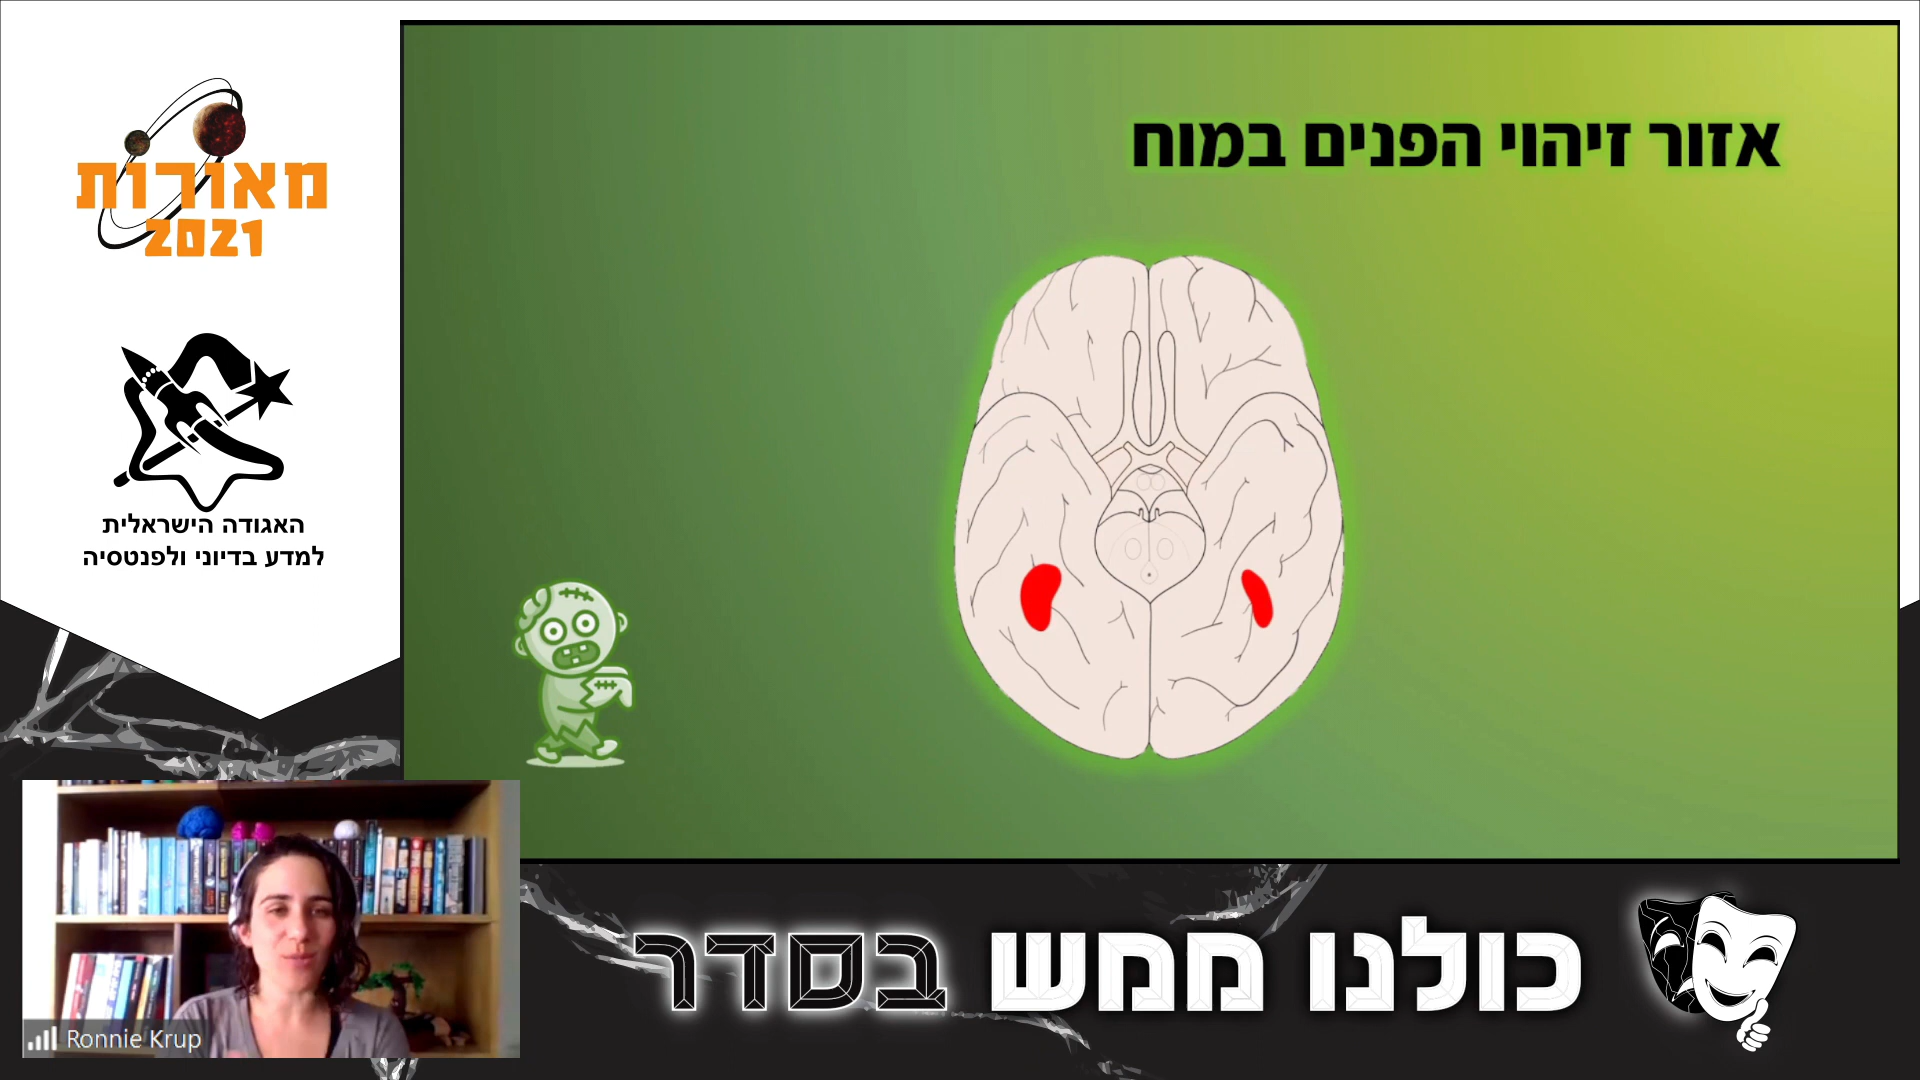 מאורות
2021
האגודה הישראלית
למדע בדיוני ולפנטסיה
אזור זיהוי הפנים במוח
Ronnie Krup
כולנו ממש בסדר